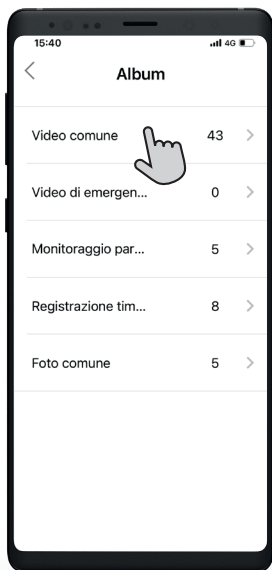 15:40 4G
Album
Video comune 43
Video di emergen... 0
Monitoraggio par... 5
Registrazione tim... 8
Foto comune 5